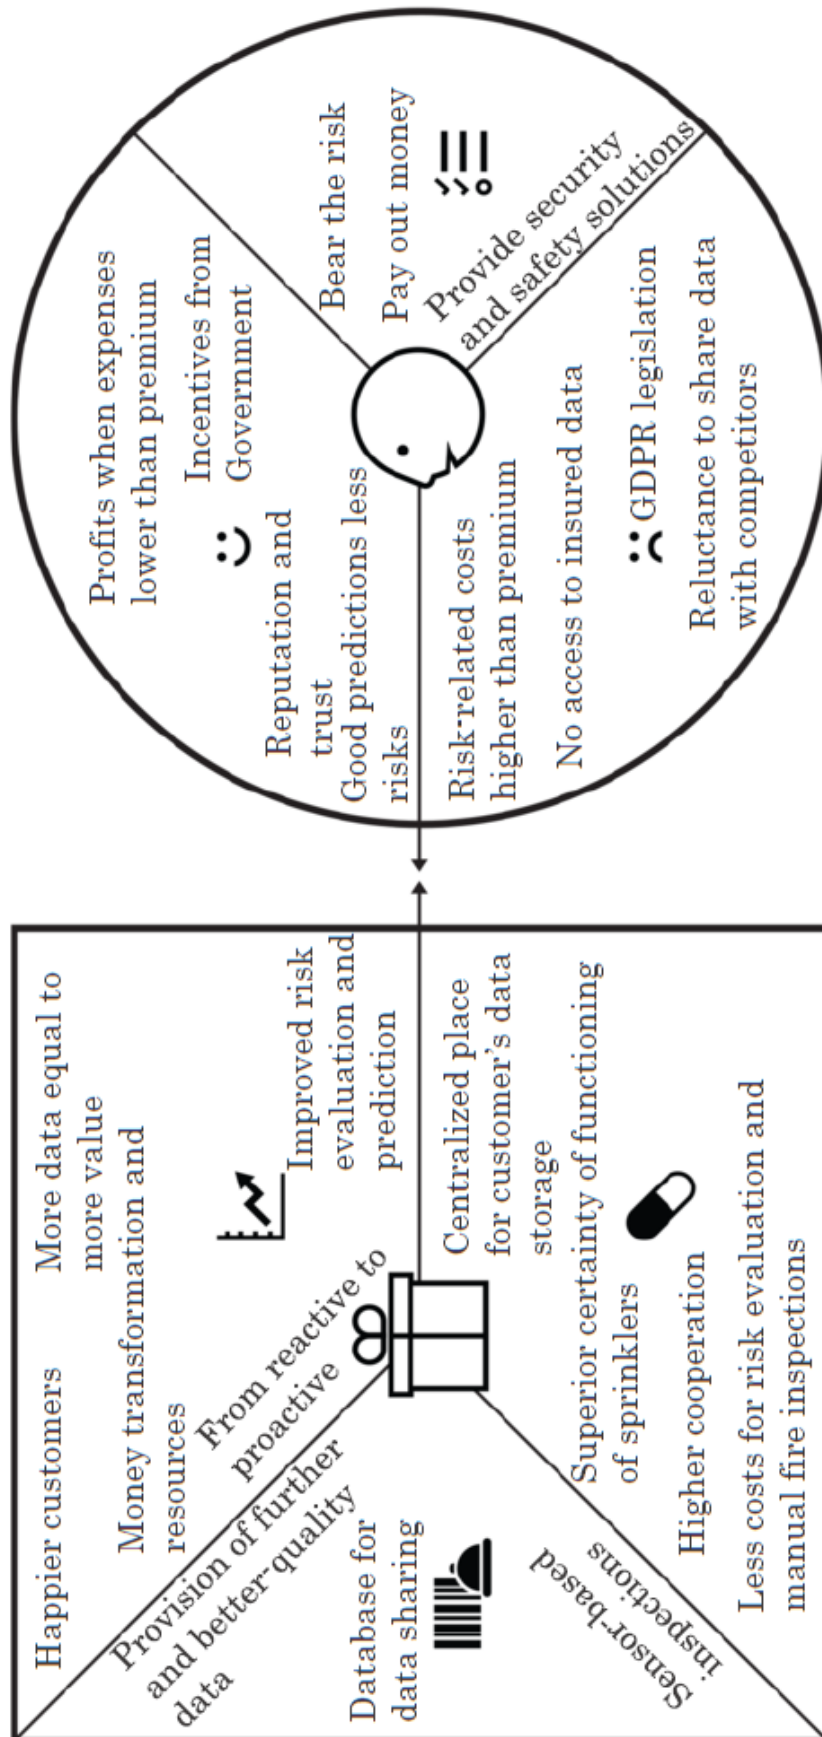 Happier customers
More data equal to
more value
Money transformation and
resources
Improved risk
evaluation and
prediction
From reactive to
proactive
Provision of further
and better-quality
data
Database for
data sharing
Sensor-based
inspections
Centralized place
for customer's data
storage
Superior certainty of functioning
of sprinklers
Higher cooperation
Less costs for risk evaluation and
manual fire inspections
Profits when expenses
lower than premium
Incentives from
Government
Reputation and
trust
Good predictions less
risks
Bear the risk
Pay out money
Provide security
and safety solutions
Risk-related costs
higher than premium
No access to insured data
GDPR legislation
Reluctance to share data
with competitors